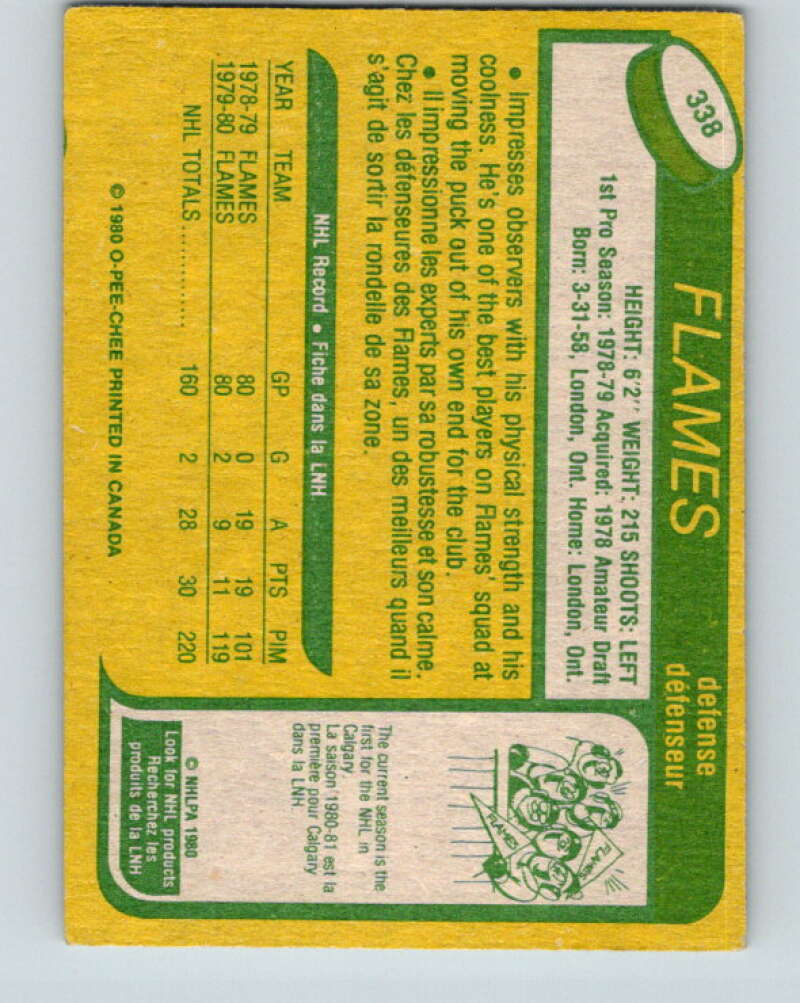 338
FLAMES
defense
défenseur
HEIGHT: 6'2" WEIGHT: 215 SHOOTS: LEFT
1st Pro Season: 1978-79 Acquired: 1978 Amateur Draft
Born: 3-31-58, London, Ont. Home: London, Ont.
• Impresses observers with his physical strength and his
coolness. He's one of the best players on Flames' squad at
moving the puck out of his own end for the club.
• Il impressionne les experts par sa robustesse et son calme.
Chez les défenseures des Flames, un des meilleurs quand il
s'agit de sortir la rondelle de sa zone.
NHL Record • Fiche dans la LNH
YEAR TEAM GP G A PTS PIM
1978-79 FLAMES 80 0 19 19 101
1979-80 FLAMES 80 2 9 11 119
NHL TOTALS .............. 160 2 28 30 220
© 1980 O-PEE-CHEE PRINTED IN CANADA
FLAMES
FLAMES
The current season is the
first for the NHL in
Calgary
La saison 1980-81 est la
première pour Calgary
dans la LNH.
© NHLPA 1980
Look for NHL products
Recherchez les
produits de la LNH